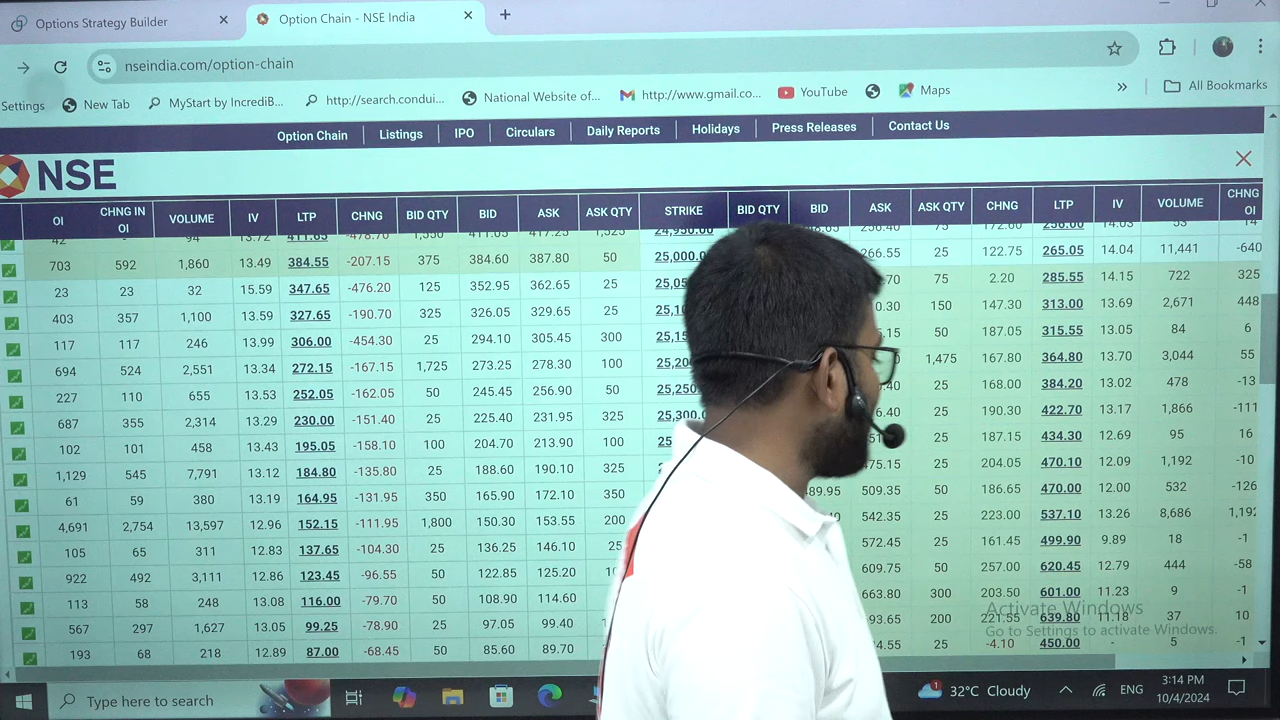 Options Strategy Builder
Option Chain - NSE India
nseindia.com/option-chain
Settings New Tab MyStart by IncrediB... http://search.condui... National Website of... http://www.gmail.co... YouTube Maps All Bookmarks
Option Chain Listings IPO Circulars Daily Reports Holidays Press Releases Contact Us
NSE
OI CHNG IN OI VOLUME IV LTP CHNG BID QTY BID ASK ASK QTY STRIKE BID QTY BID ASK ASK QTY CHNG LTP IV VOLUME CHNG OI
703 592 1,860 13.49 384.55 -207.15 375 384.60 387.80 50 25,000.0 266.55 25 122.75 265.05 14.04 11,441 -640
23 23 32 15.59 347.65 -476.20 125 352.95 362.65 25 75 2.20 285.55 14.15 722 325
403 357 1,100 13.59 327.65 -190.70 325 326.05 329.65 25 150 147.30 313.00 13.69 2,671 448
117 117 246 13.99 306.00 -454.30 25 294.10 305.45 300 50 187.05 315.55 13.05 84 6
694 524 2,551 13.34 272.15 -167.15 1,725 273.25 278.30 100 1,475 167.80 364.80 13.70 3,044 55
227 110 655 13.53 252.05 -162.05 50 245.45 256.90 50 25,250 25 168.00 384.20 13.02 478 -13
687 355 2,314 13.29 230.00 -151.40 25 225.40 231.95 325 25,300.0 25 190.30 422.70 13.17 1,866 -111
102 101 458 13.43 195.05 -158.10 100 204.70 213.90 100 25 187.15 434.30 12.69 95 16
1,129 545 7,791 13.12 184.80 -135.80 25 188.60 190.10 325 25 204.05 470.10 12.09 1,192 -10
61 59 380 13.19 164.95 -131.95 350 165.90 172.10 350 509.35 50 186.65 470.00 12.00 532 -126
4,691 2,754 13,597 12.96 152.15 -111.95 1,800 150.30 153.55 200 542.35 25 223.00 537.10 13.26 8,686 1,192
105 65 311 12.83 137.65 -104.30 25 136.25 146.10 25 572.45 25 161.45 499.90 9.89 18 -1
922 492 3,111 12.86 123.45 -96.55 50 122.85 125.20 609.75 50 257.00 620.45 12.79 444 -58
113 58 248 13.08 116.00 -79.70 50 108.90 114.60 663.80 300 203.50 601.00 11.23 9 -1
567 297 1,627 13.05 99.25 -78.90 25 97.05 99.40 200 221.55 639.80 11.18 37 10
193 68 218 12.89 87.00 -68.45 50 85.60 89.70 25 -4.10 450.00 - 5 -1
Activate Windows
Go to Settings to activate Windows.
Type here to search
32°C Cloudy
ENG
3:14 PM
10/4/2024